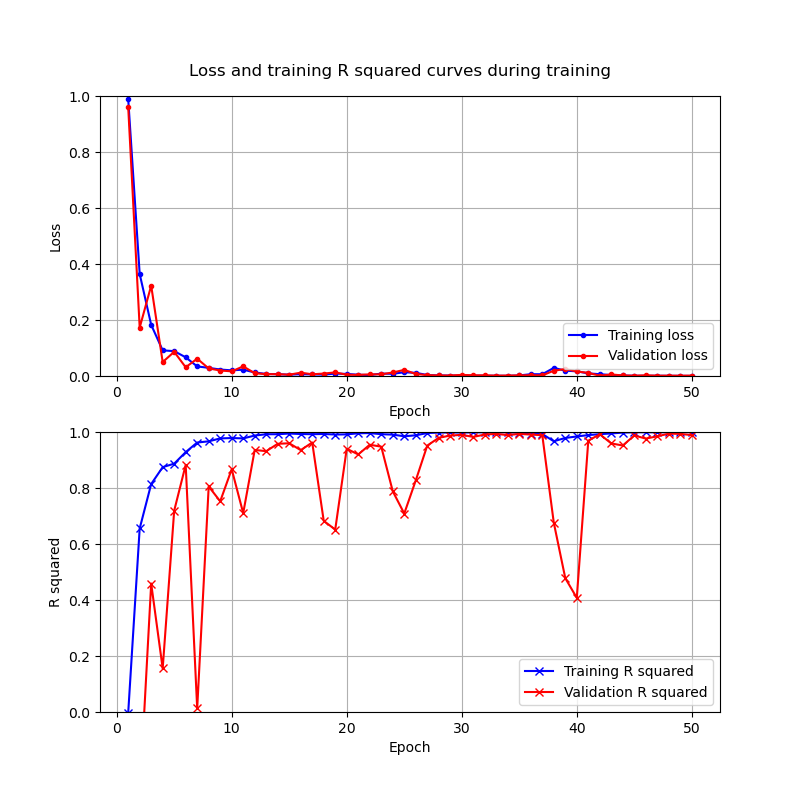 Loss and training R squared curves during training
1.0
0.8
0.6
0.4
0.2
0.0
Loss
Training loss
Validation loss
0 10 20 30 40 50
Epoch
1.0
0.8
0.6
0.4
0.2
0.0
R squared
Training R squared
Validation R squared
0 10 20 30 40 50
Epoch